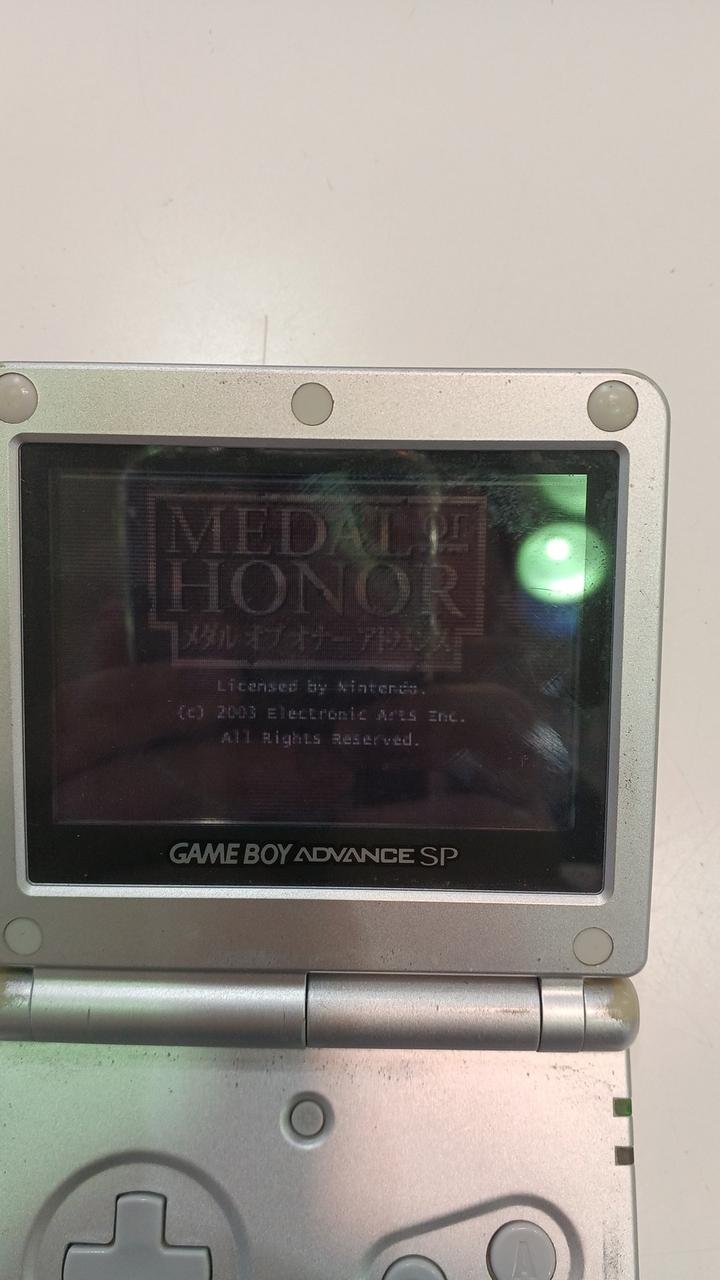 MEDAL OF
HONOR
メダル オブ オナー アドバンス
Licensed by Nintendo.
(c) 2003 Electronic Arts Inc.
All Rights Reserved.
GAME BOY ADVANCE SP
A